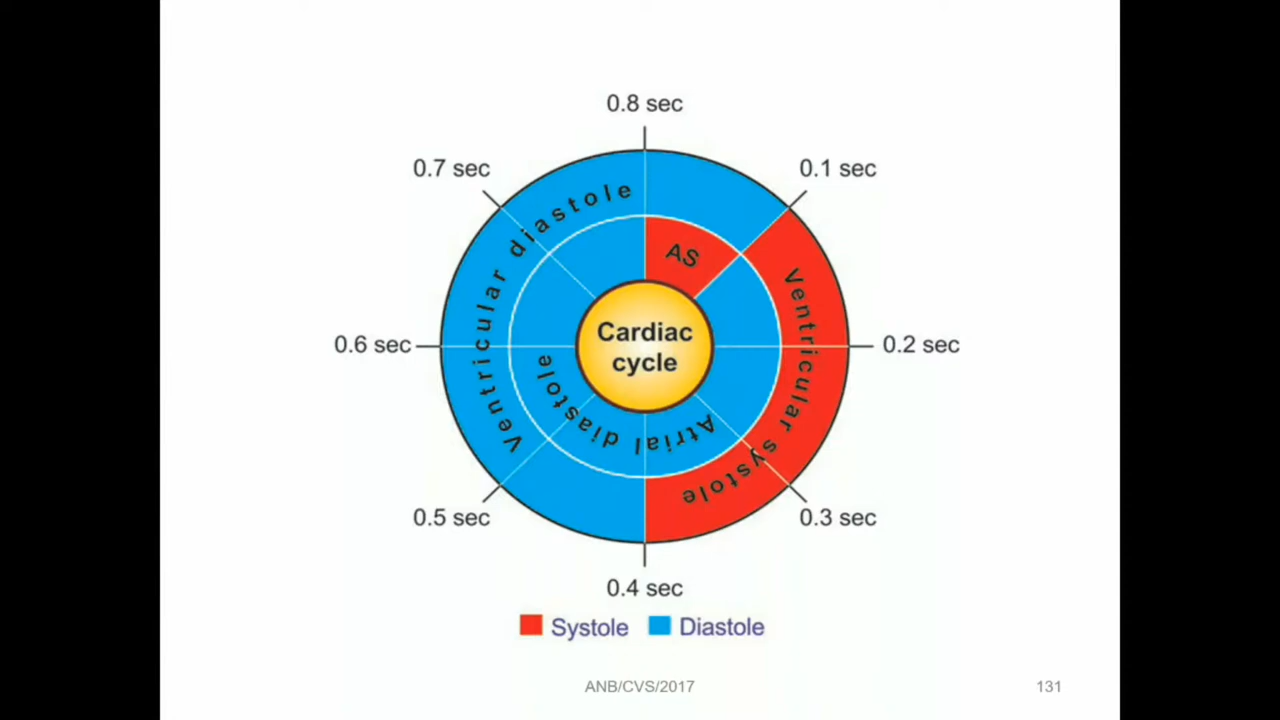 0.8 sec
0.7 sec
0.1 sec
Ventricular diastole
AS
Ventricular systole
Cardiac
cycle
0.6 sec
0.2 sec
Atrial diastole
0.5 sec
0.3 sec
0.4 sec
Systole
Diastole
ANB/CVS/2017
131